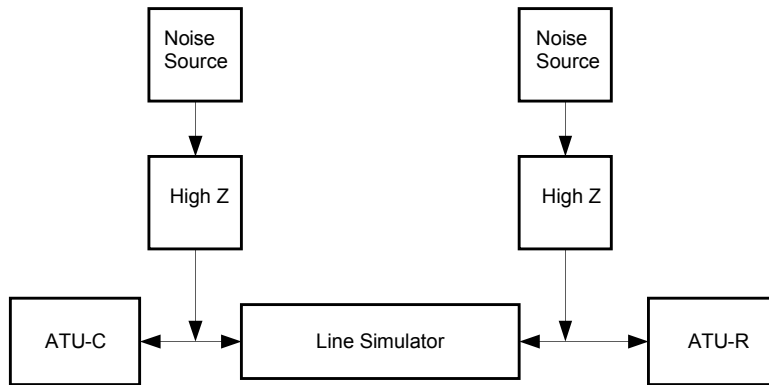 Noise
Source
Noise
Source
High Z
High Z
ATU-C
Line Simulator
ATU-R